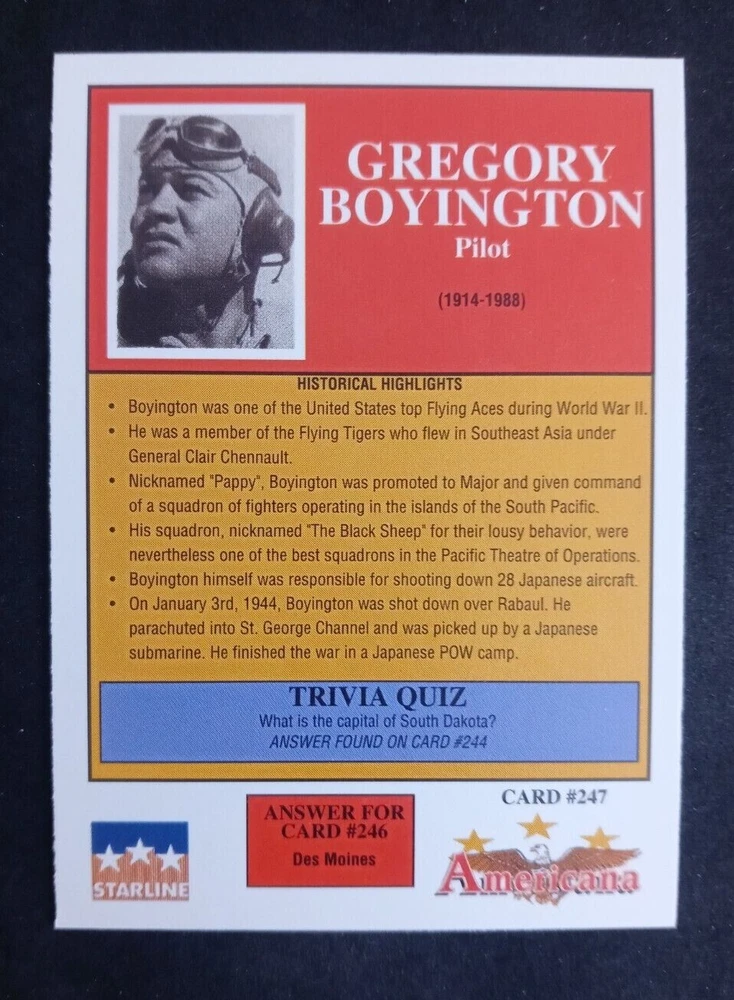 GREGORY
BOYINGTON
Pilot
(1914-1988)
HISTORICAL HIGHLIGHTS
• Boyington was one of the United States top Flying Aces during World War II.
• He was a member of the Flying Tigers who flew in Southeast Asia under
General Clair Chennault.
• Nicknamed "Pappy", Boyington was promoted to Major and given command
of a squadron of fighters operating in the islands of the South Pacific.
• His squadron, nicknamed "The Black Sheep" for their lousy behavior, were
nevertheless one of the best squadrons in the Pacific Theatre of Operations.
• Boyington himself was responsible for shooting down 28 Japanese aircraft.
• On January 3rd, 1944, Boyington was shot down over Rabaul. He
parachuted into St. George Channel and was picked up by a Japanese
submarine. He finished the war in a Japanese POW camp.
TRIVIA QUIZ
What is the capital of South Dakota?
ANSWER FOUND ON CARD #244
STARLINE
ANSWER FOR
CARD #246
Des Moines
CARD #247
Americana